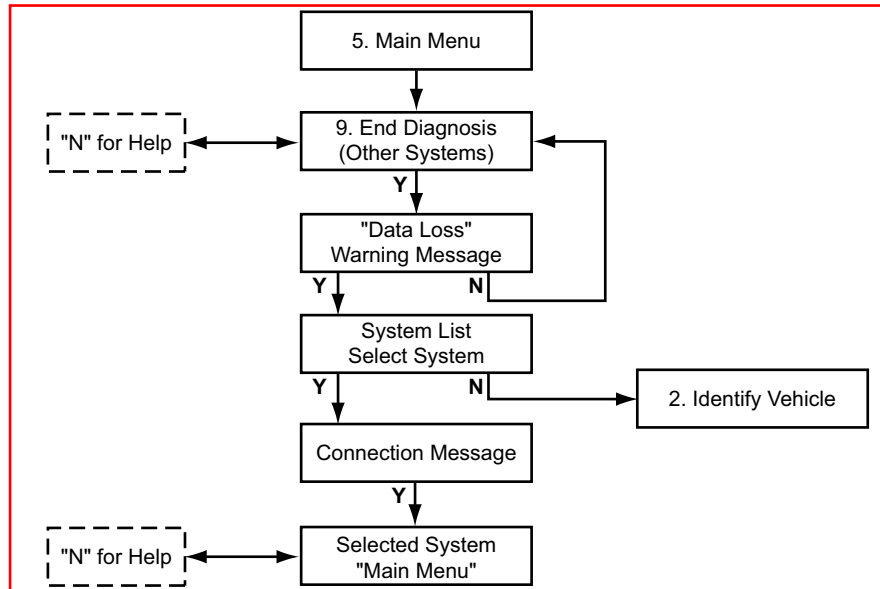 5. Main Menu
"N" for Help
9. End Diagnosis
(Other Systems)
Y
"Data Loss"
Warning Message
Y
N
System List
Select System
Y
N
2. Identify Vehicle
Connection Message
Y
"N" for Help
Selected System
"Main Menu"